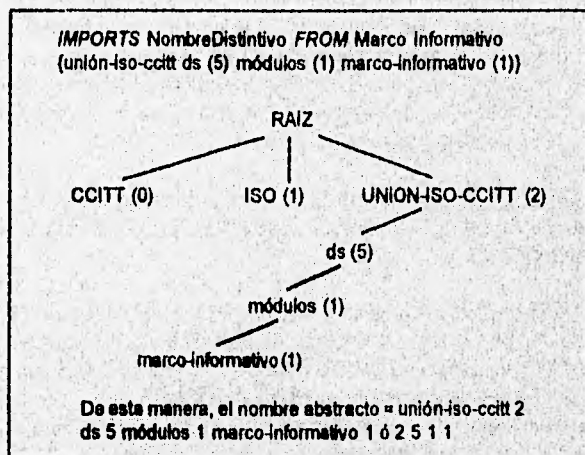 IMPORTS NombreDistintivo FROM Marco Informativo
{unión-iso-ccitt ds (5) módulos (1) marco-informativo (1)}
RAIZ
CCITT (0) ISO (1) UNION-ISO-CCITT (2)
ds (5)
módulos (1)
marco-informativo (1)
De esta manera, el nombre abstracto = unión-iso-ccitt 2
ds 5 módulos 1 marco-informativo 1 ó 2 5 1 1